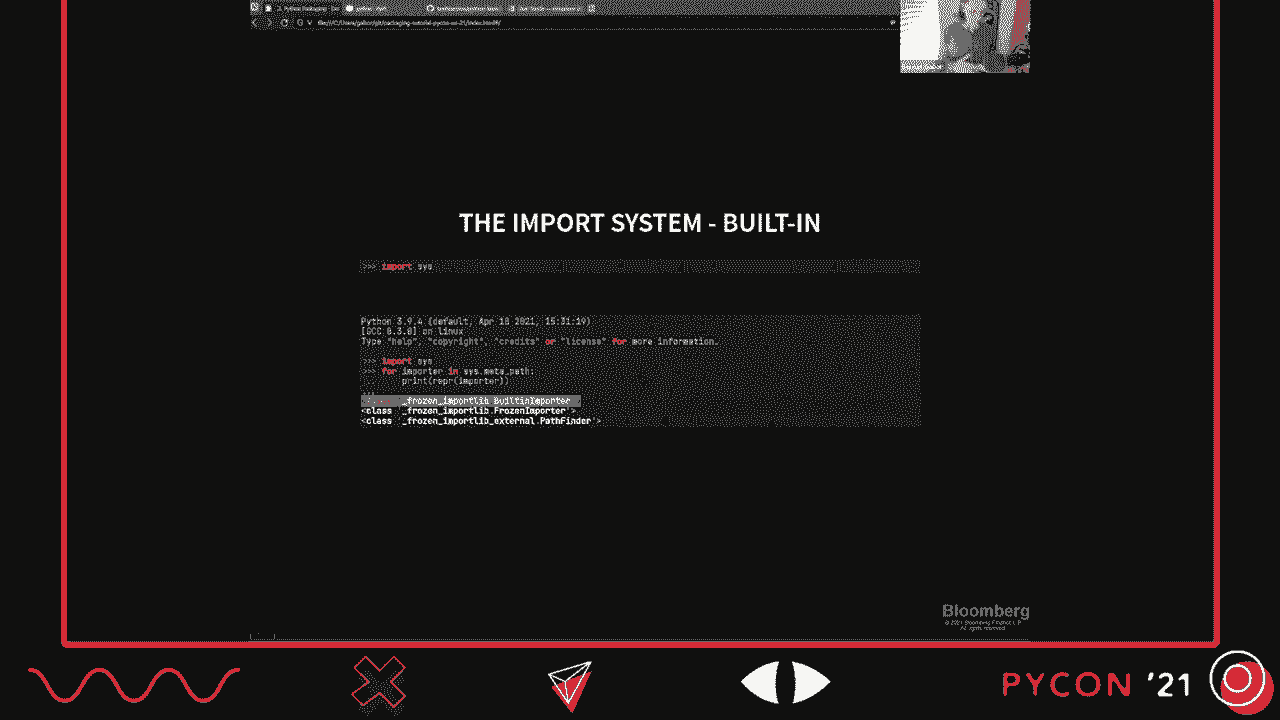 THE IMPORT SYSTEM - BUILT-IN
>>> import sys
Python 3.9.4 (default, Apr 10 2021, 15:31:19)
[GCC 8.3.0] on linux
Type "help", "copyright", "credits" or "license" for more information.
>>> import sys
>>> for importer in sys.meta_path:
print(repr(importer))
...
_frozen_importlib.BuiltinImporter
<class '_frozen_importlib.FrozenImporter'>
<class '_frozen_importlib_external.PathFinder'>
Bloomberg
© 2021 Bloomberg Finance L.P.
All rights reserved.
PYCON '21